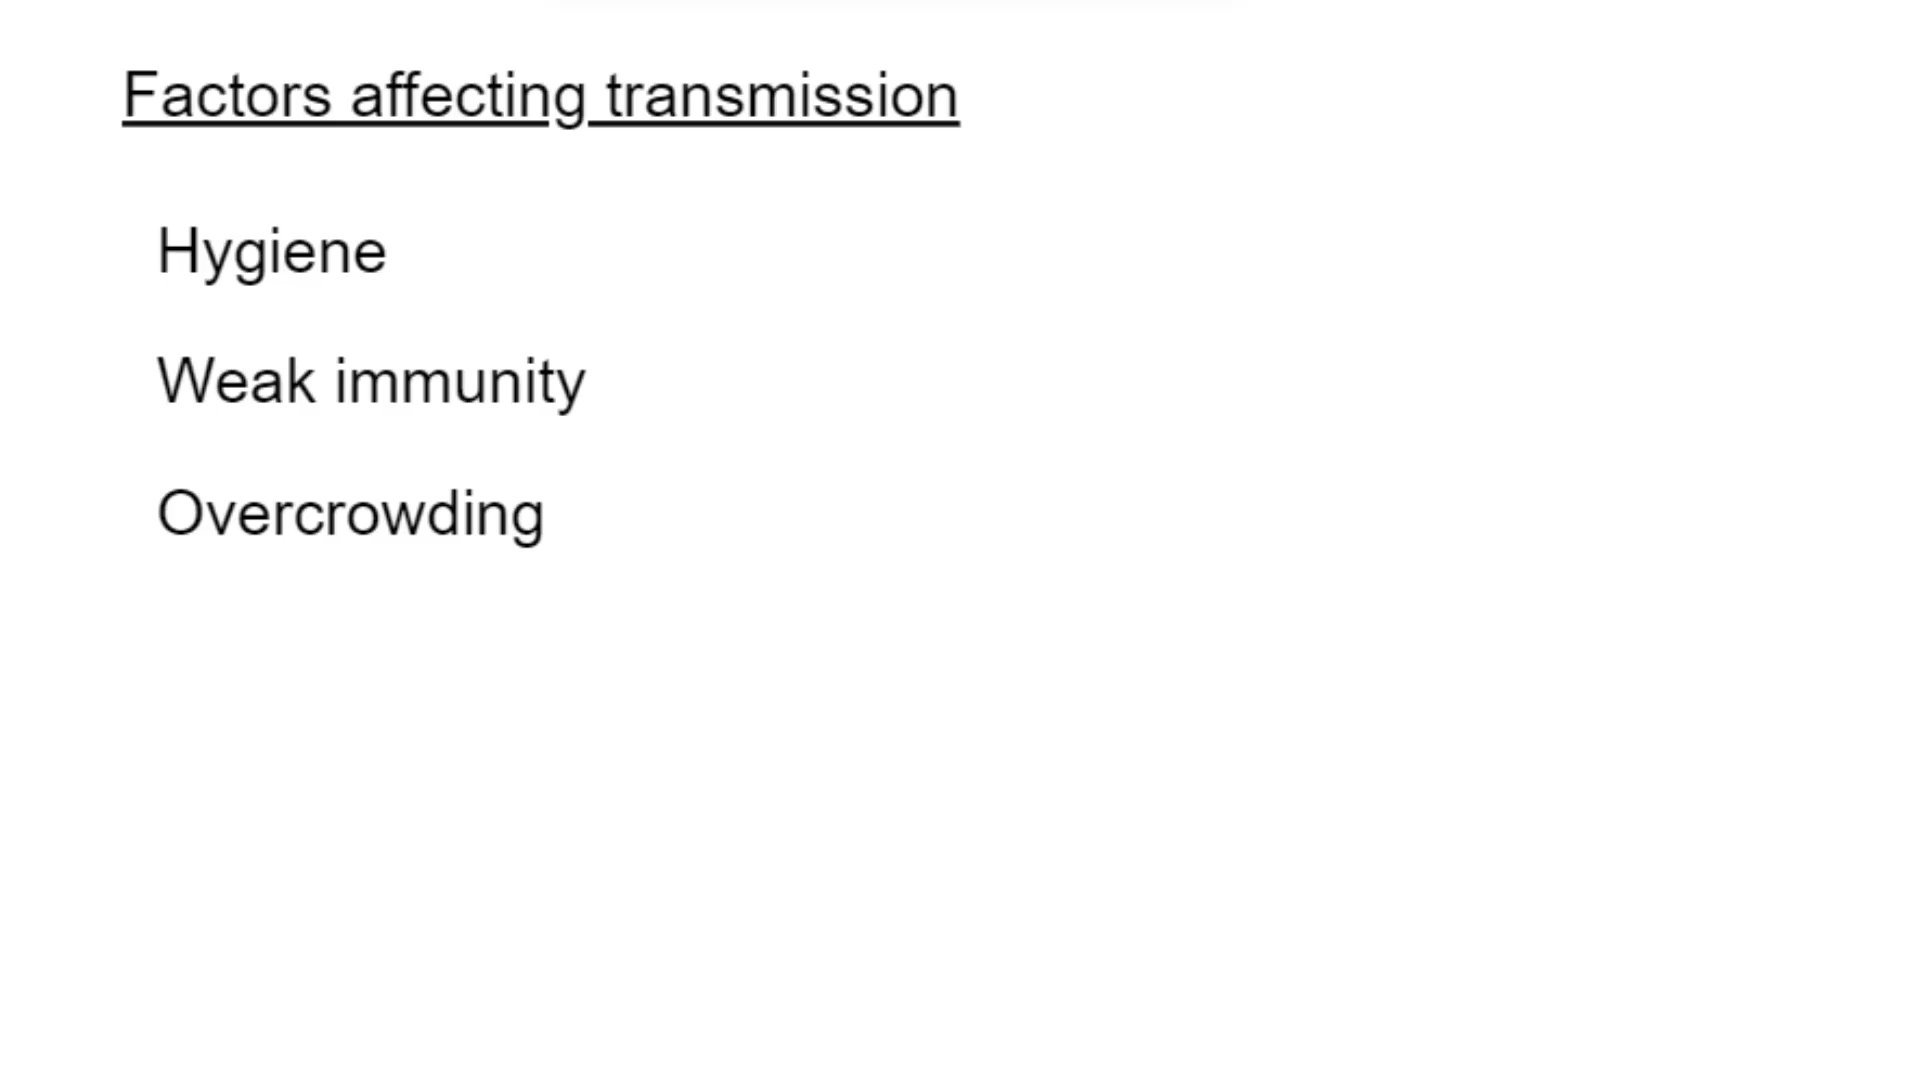 Factors affecting transmission
Hygiene
Weak immunity
Overcrowding